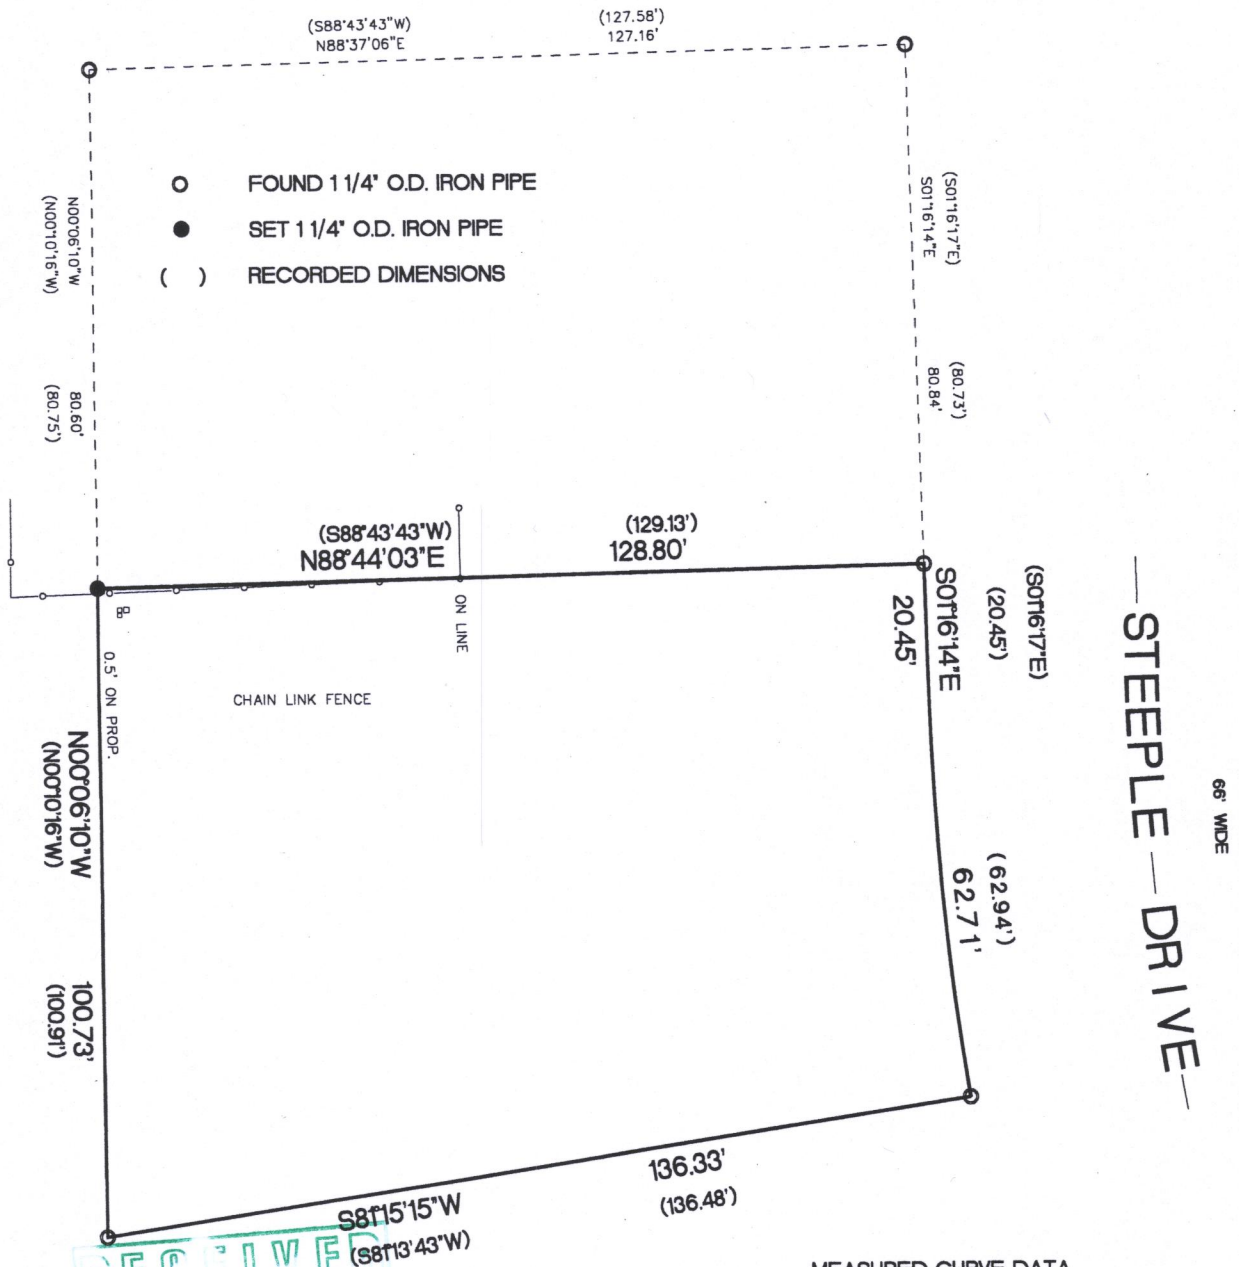 (S88°43'43"W)
N88°37'06"E
(127.58')
127.16'
FOUND 1 1/4" O.D. IRON PIPE
SET 1 1/4" O.D. IRON PIPE
( ) RECORDED DIMENSIONS
N00°06'10"W
(N00°10'16"W)
80.60'
(80.75')
(S01°16'17"E)
S01°16'14"E
(80.73')
80.84'
(S88°43'43"W)
N88°44'03"E
(129.13')
128.80'
ON LINE
0.5' ON PROP.
CHAIN LINK FENCE
(S01°16'17"E)
(20.45')
S01°16'14"E
20.45'
(62.94')
62.71'
STEEPLE DRIVE
66' WIDE
N00°06'10"W
(N00°10'16"W)
100.73'
(100.91')
136.33'
(136.48')
S81°15'15"W
(S81°13'43"W)
RECEIVED
MEASURED CURVE DATA